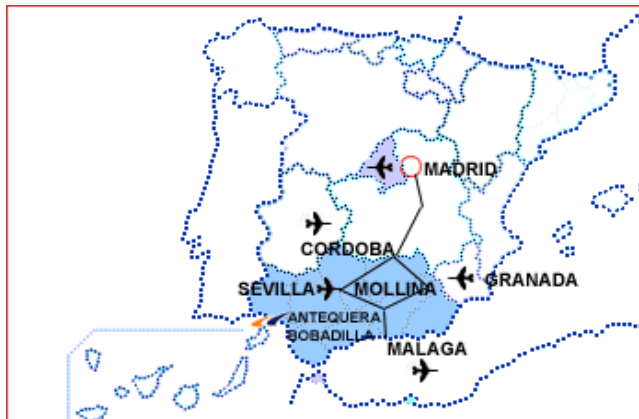 MADRID
CORDOBA
SEVILLA
MOLLINA
GRANADA
ANTEQUERA
BOBADILLA
MALAGA